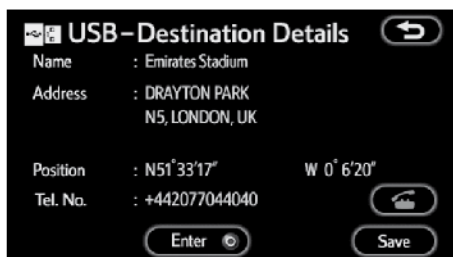 USB–Destination Details
Name : Emirates Stadium
Address : DRAYTON PARK
N5, LONDON, UK
Position : N51°33'17" W 0°6'20"
Tel. No. : +442077044040
Enter
Save